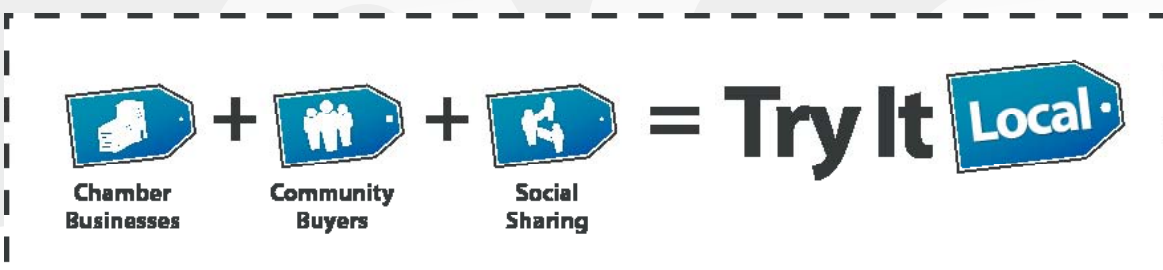 + + = Try It Local
Chamber Community Social
Businesses Buyers Sharing